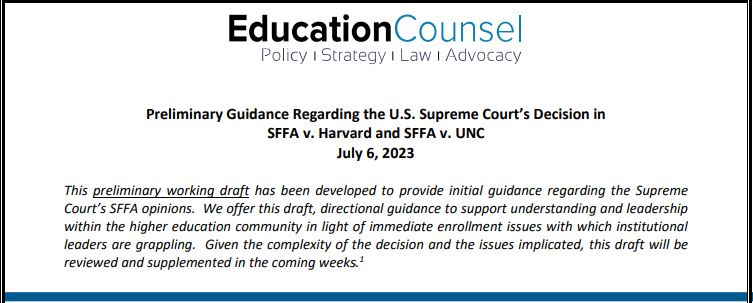 EducationCounsel
Policy | Strategy | Law | Advocacy
Preliminary Guidance Regarding the U.S. Supreme Court’s Decision in
SFFA v. Harvard and SFFA v. UNC
July 6, 2023
This preliminary working draft has been developed to provide initial guidance regarding the Supreme
Court’s SFFA opinions. We offer this draft, directional guidance to support understanding and leadership
within the higher education community in light of immediate enrollment issues with which institutional
leaders are grappling. Given the complexity of the decision and the issues implicated, this draft will be
reviewed and supplemented in the coming weeks.¹